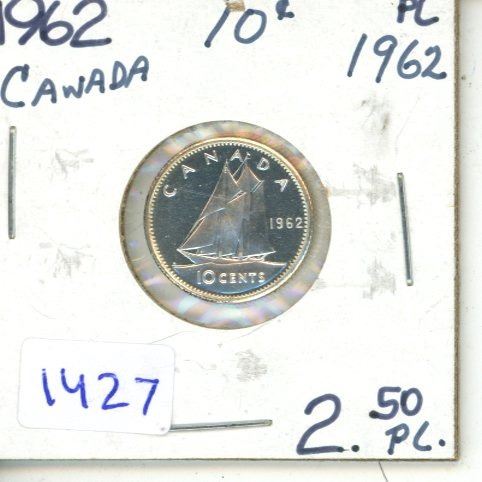 1962 10¢ PL
CANADA 1962
CANADA
1962
10 CENTS
1427
2.50
PL.